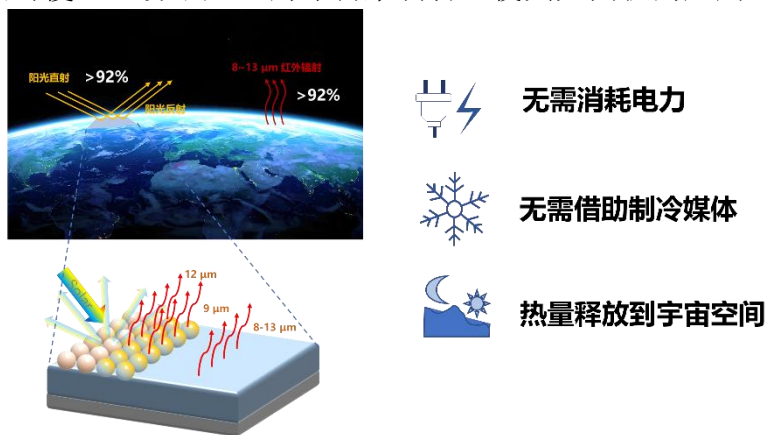 阳光直射
>92%
阳光反射
8~13 μm 红外辐射
>92%
Solar
12 μm
9 μm
8-13 μm
无需消耗电力
无需借助制冷媒体
热量释放到宇宙空间